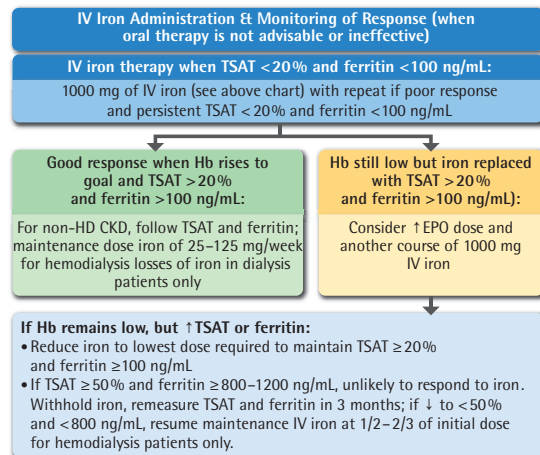 IV Iron Administration & Monitoring of Response (when
oral therapy is not advisable or ineffective)
IV iron therapy when TSAT <20% and ferritin <100 ng/mL:
1000 mg of IV iron (see above chart) with repeat if poor response
and persistent TSAT <20% and ferritin <100 ng/mL
Good response when Hb rises to
goal and TSAT >20%
and ferritin >100 ng/mL:
For non-HD CKD, follow TSAT and ferritin;
maintenance dose iron of 25–125 mg/week
for hemodialysis losses of iron in dialysis
patients only
Hb still low but iron replaced
with TSAT >20%
and ferritin >100 ng/mL):
Consider ↑EPO dose and
another course of 1000 mg
IV iron
If Hb remains low, but ↑TSAT or ferritin:
• Reduce iron to lowest dose required to maintain TSAT ≥20%
and ferritin ≥100 ng/mL
• If TSAT ≥50% and ferritin ≥800–1200 ng/mL, unlikely to respond to iron.
Withhold iron, remeasure TSAT and ferritin in 3 months; if ↓ to <50%
and <800 ng/mL, resume maintenance IV iron at 1/2–2/3 of initial dose
for hemodialysis patients only.